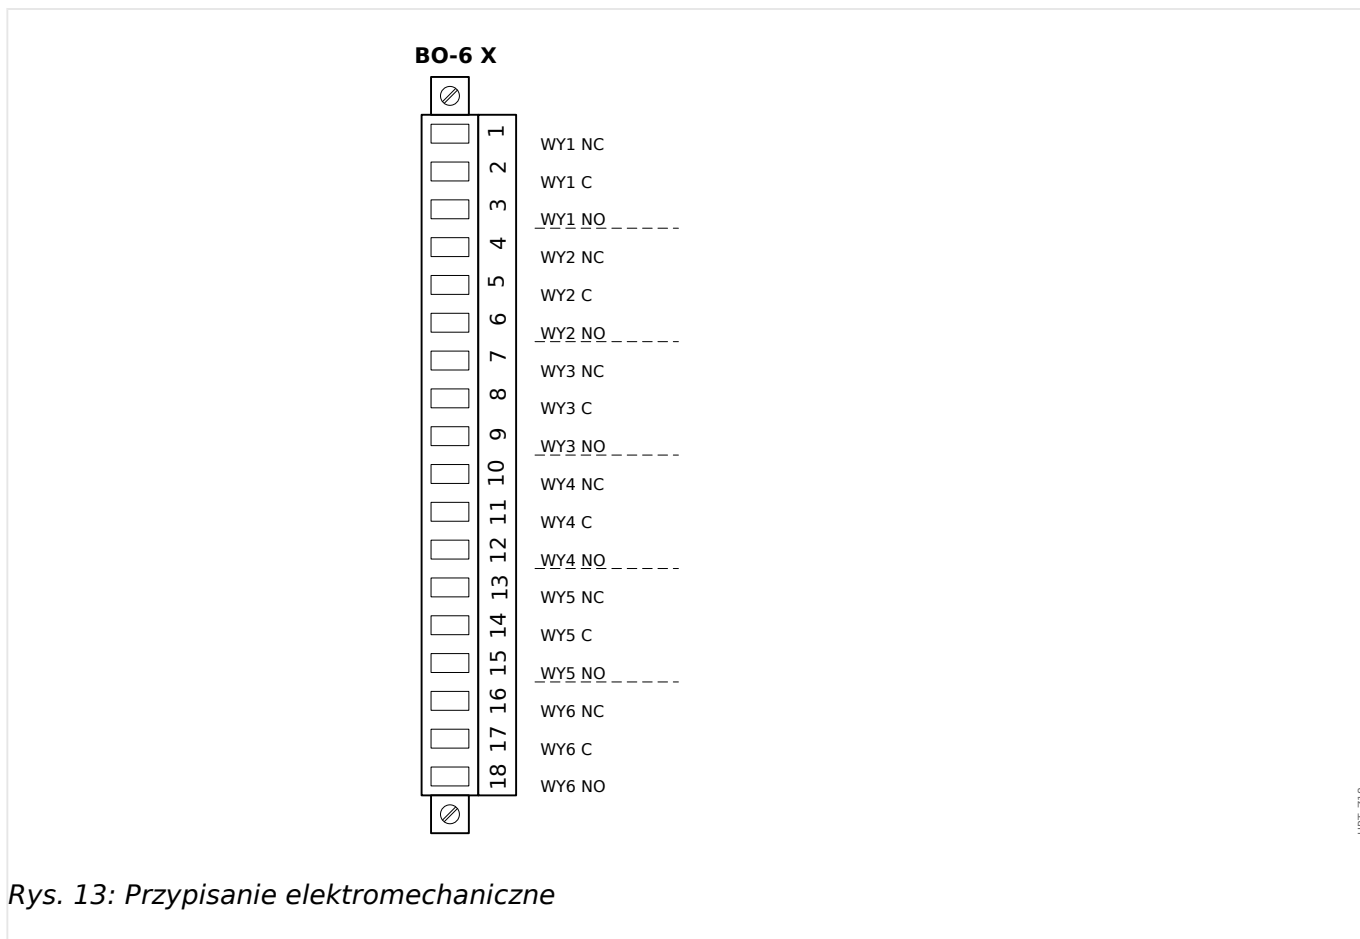 BO-6 X
1 WY1 NC
2 WY1 C
3 WY1 NO
4 WY2 NC
5 WY2 C
6 WY2 NO
7 WY3 NC
8 WY3 C
9 WY3 NO
10 WY4 NC
11 WY4 C
12 WY4 NO
13 WY5 NC
14 WY5 C
15 WY5 NO
16 WY6 NC
17 WY6 C
18 WY6 NO
Rys. 13: Przypisanie elektromechaniczne